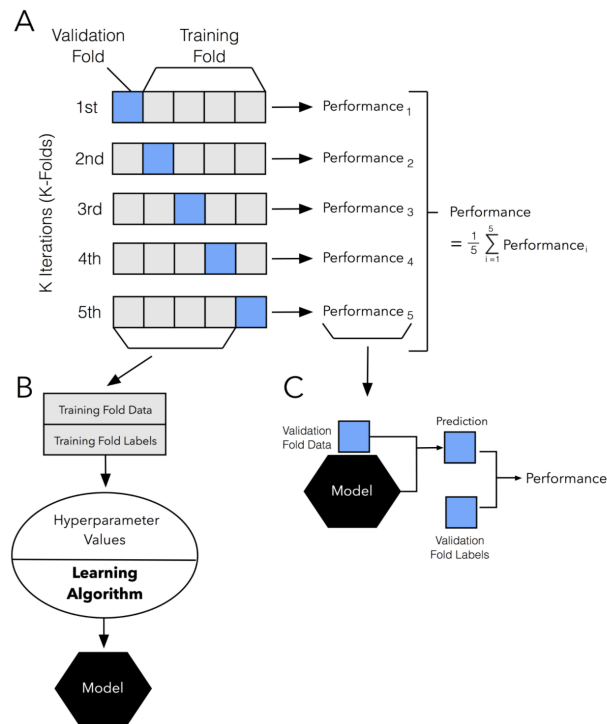 A
Validation
Fold
Training
Fold
K Iterations (K-Folds)
1st
Performance 1
2nd
Performance 2
3rd
Performance 3
4th
Performance 4
5th
Performance 5
Performance
= 1/5 5∑i=1 Performance i
B
Training Fold Data
Training Fold Labels
Hyperparameter
Values
Learning
Algorithm
Model
C
Validation
Fold Data
Model
Prediction
Validation
Fold Labels
Performance